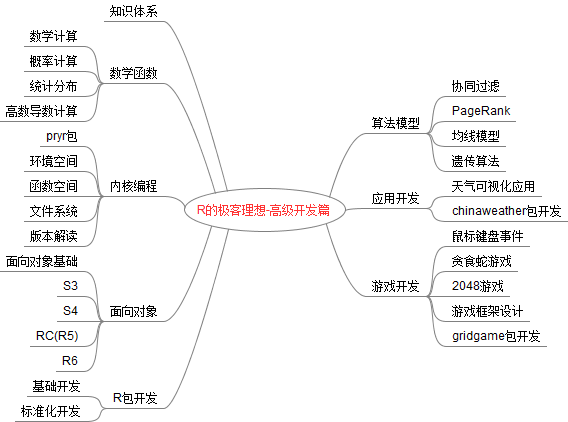 知识体系
数学函数
数学计算
概率计算
统计分布
高数导数计算
内核编程
pryr包
环境空间
函数空间
文件系统
版本解读
面向对象
面向对象基础
S3
S4
RC(R5)
R6
R包开发
基础开发
标准化开发
R的极客理想-高级开发篇
算法模型
协同过滤
PageRank
均线模型
遗传算法
应用开发
天气可视化应用
chinaweather包开发
游戏开发
鼠标键盘事件
贪食蛇游戏
2048游戏
游戏框架设计
gridgame包开发